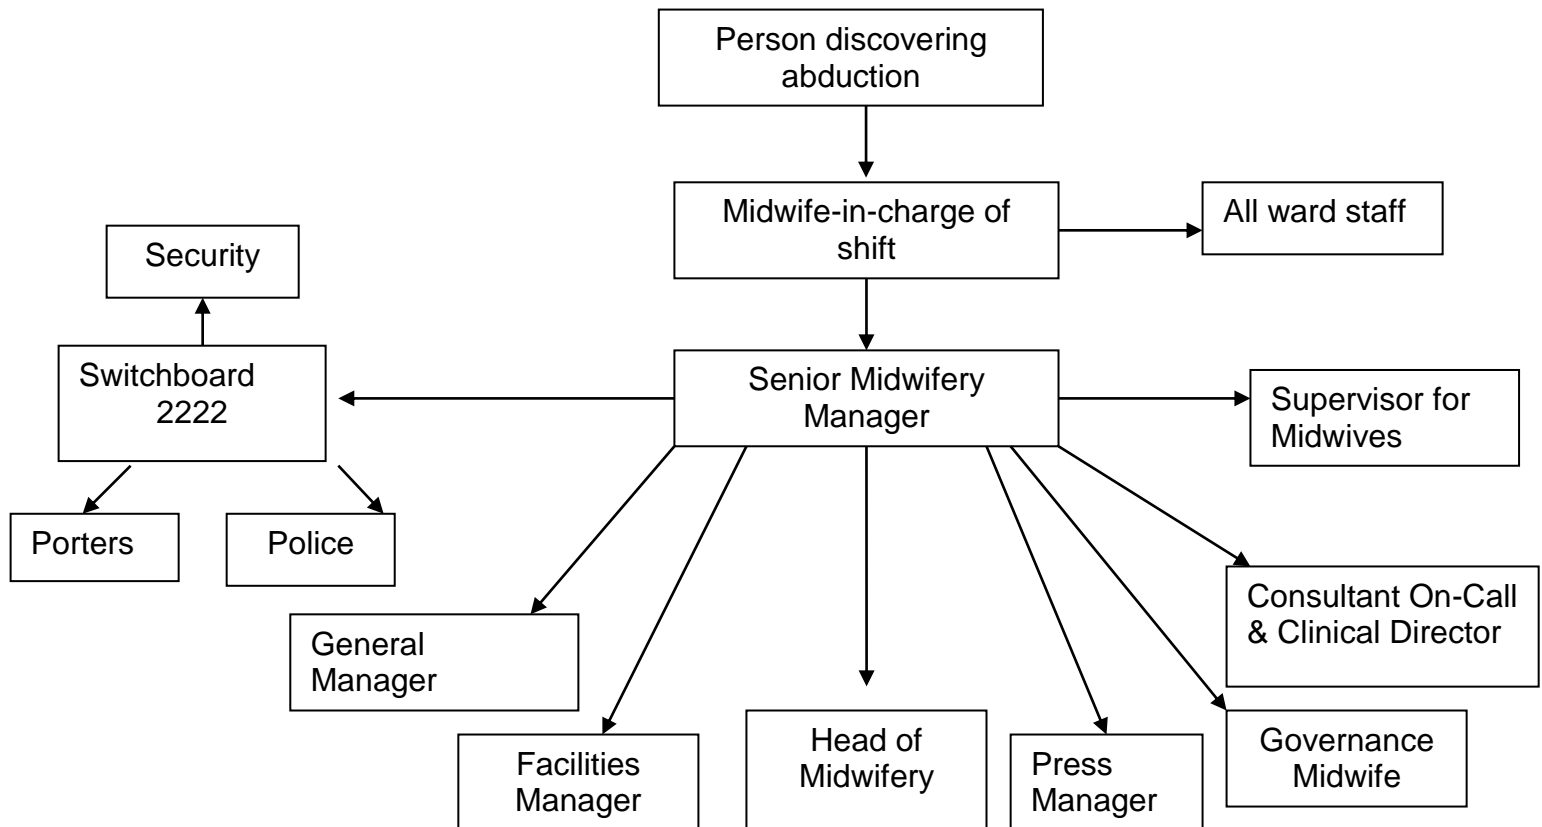 Person discovering
abduction
Midwife-in-charge of
shift
All ward staff
Security
Switchboard
2222
Senior Midwifery
Manager
Supervisor for
Midwives
Porters
Police
Consultant On-Call
& Clinical Director
General
Manager
Facilities
Manager
Head of
Midwifery
Press
Manager
Governance
Midwife